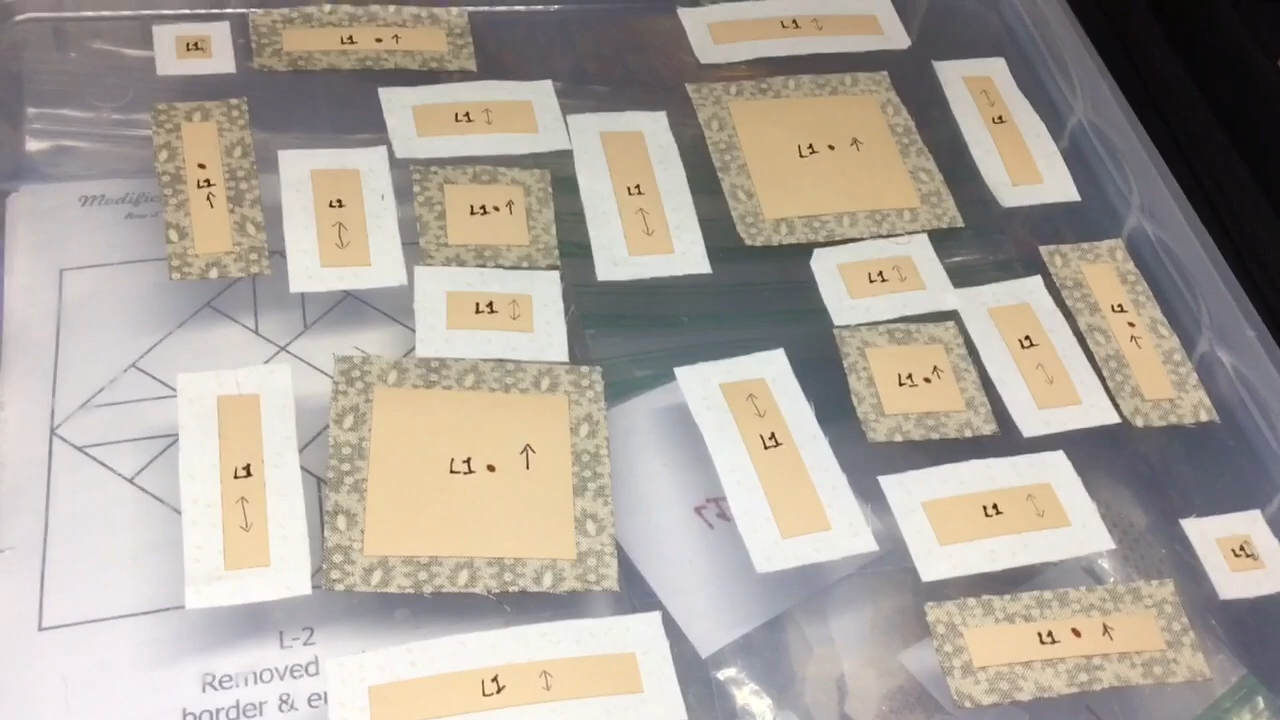 L1 ↕
L1 • ↑
L1 ↕
L1 ↕
L1 • ↑
L1 ↕
• L1 ↑
L1 ↕
L1 • ↑
L1 ↕
L1 ↕
L1 ↕
L1 ↕
L1 • ↑
L1 ↕
L1 • ↑
L1 ↕
L1 • ↑
L1 ↕
L1 ↕
L1 ↕
L1 • ↑
L1 ↕
L-2
Removed
border &